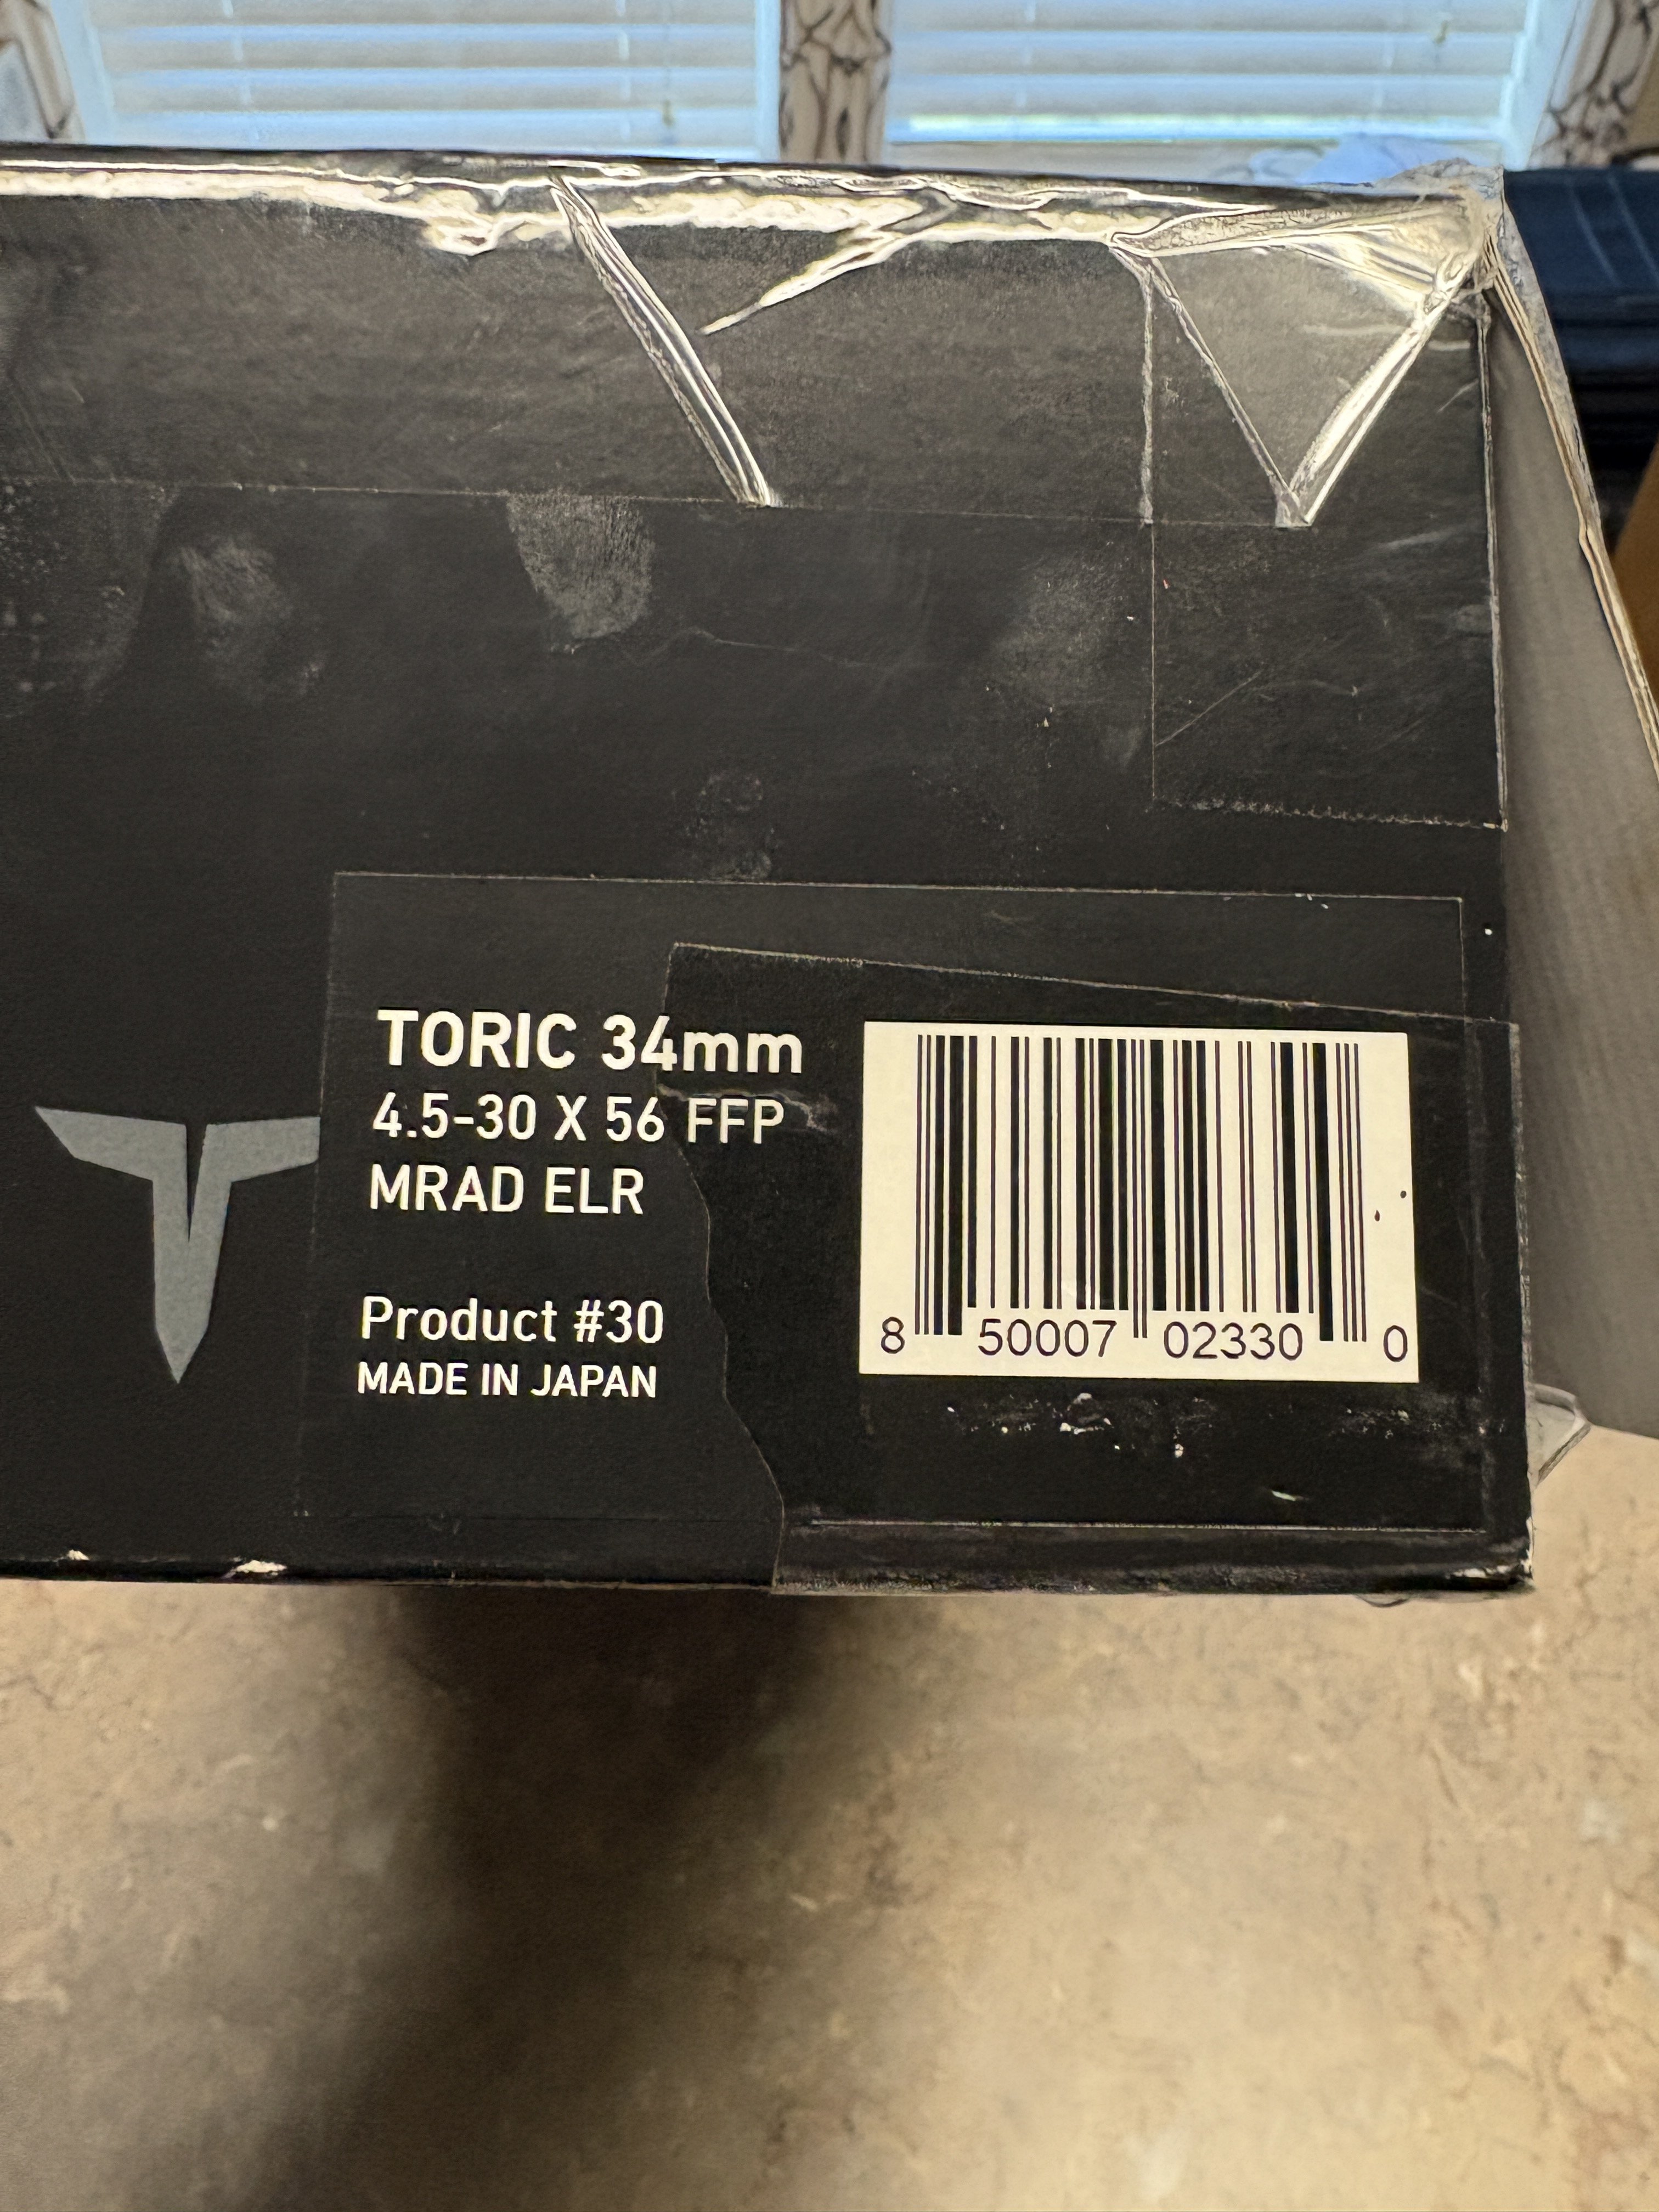 TORIC 34mm
4.5-30 X 56 FFP
MRAD ELR
Product #30
MADE IN JAPAN
8 50007 02330 0